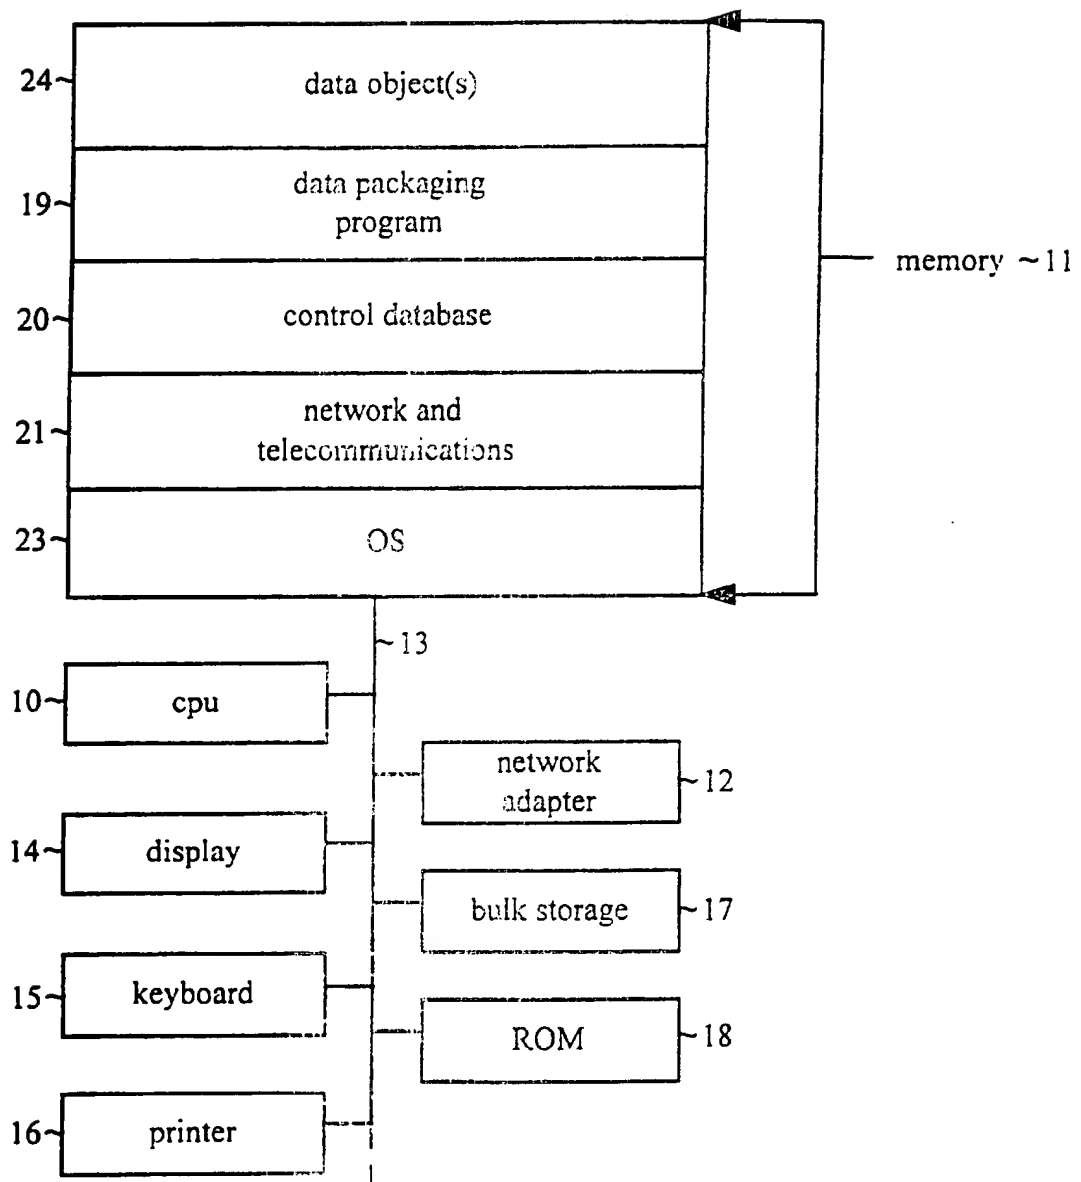 24~ data object(s)
19~ data packaging
program
20~ control database
21~ network and
telecommunications
23~ OS
memory ~11
~13
10~ cpu
network
adapter ~12
14~ display
bulk storage ~17
15~ keyboard
ROM ~18
16~ printer